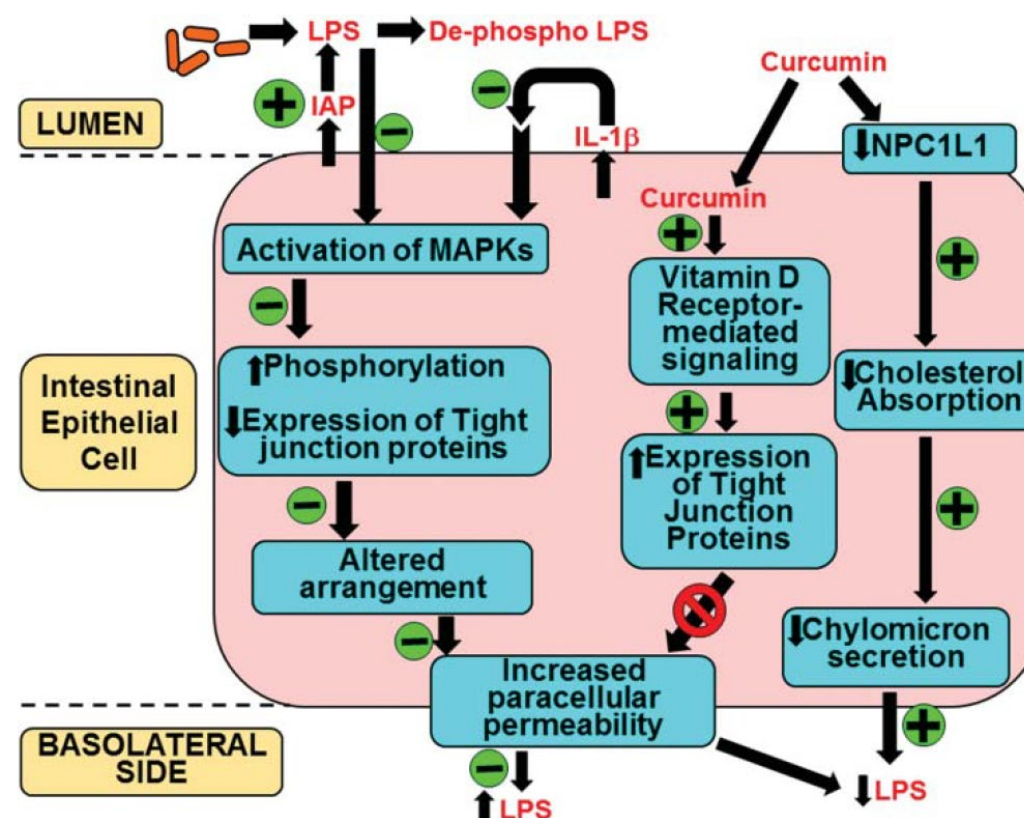 LPS
De-phospho LPS
IAP
LUMEN
IL-1β
Curcumin
NPC1L1
Curcumin
Activation of MAPKs
Vitamin D
Receptor-
mediated
signaling
Intestinal
Epithelial
Cell
Phosphorylation
Expression of Tight
junction proteins
Cholesterol
Absorption
Expression
of Tight
Junction
Proteins
Altered
arrangement
Chylomicron
secretion
Increased
paracellular
permeability
BASOLATERAL
SIDE
LPS
LPS